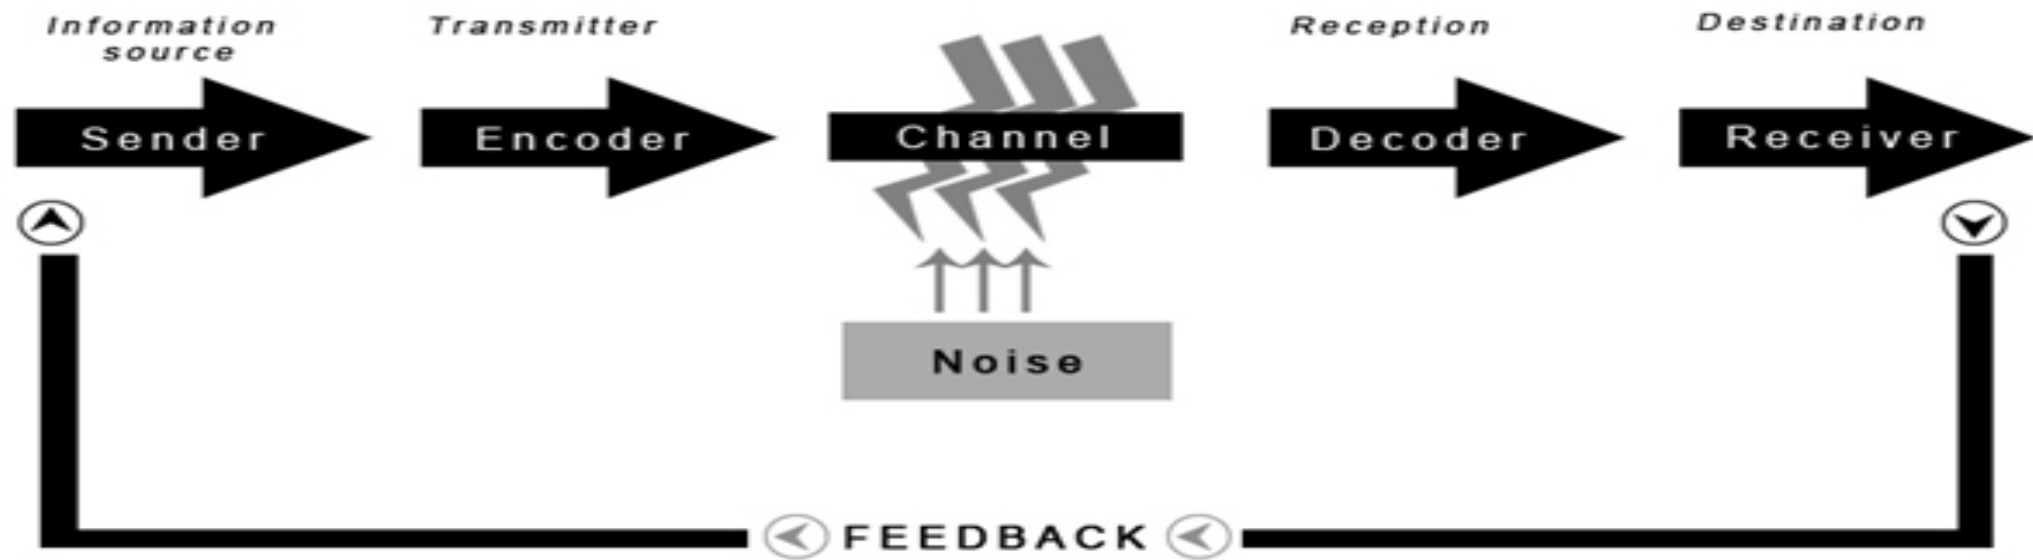 Information
source
Transmitter
Reception
Destination
Sender
Encoder
Channel
Decoder
Receiver
Noise
FEEDBACK